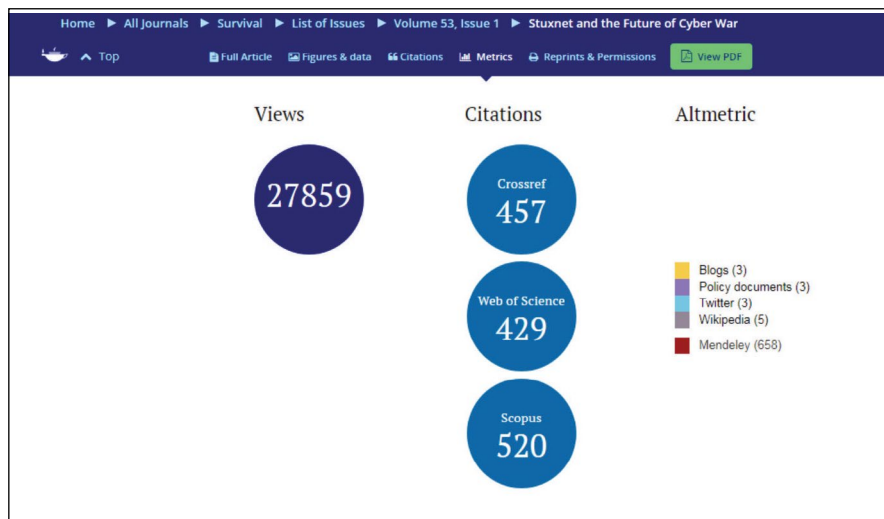 Home ▶ All Journals ▶ Survival ▶ List of Issues ▶ Volume 53, Issue 1 ▶ Stuxnet and the Future of Cyber War
Top Full Article Figures & data Citations Metrics Reprints & Permissions View PDF
Views Citations Altmetric
27859
Crossref
457
Web of Science
429
Scopus
520
Blogs (3)
Policy documents (3)
Twitter (3)
Wikipedia (5)
Mendeley (658)